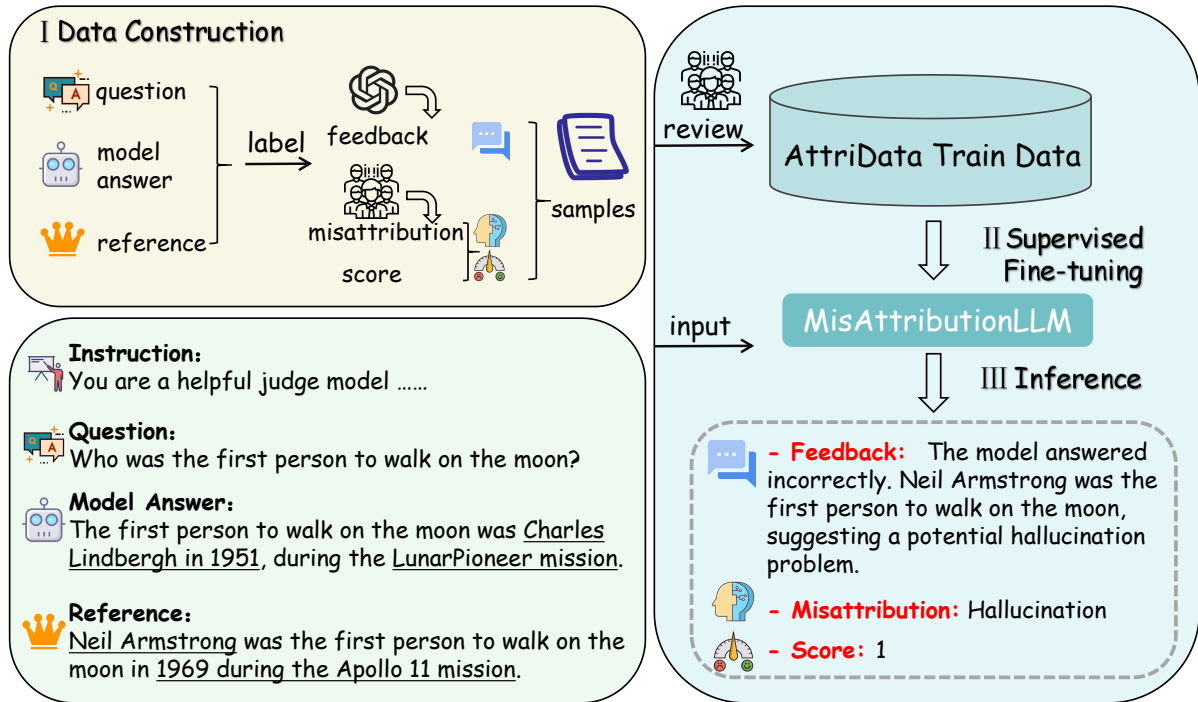 Ⅰ Data Construction
question
model
answer
reference
label
feedback
misattribution
score
samples
Instruction:
You are a helpful judge model ……
Question:
Who was the first person to walk on the moon?
Model Answer:
The first person to walk on the moon was Charles
Lindbergh in 1951, during the LunarPioneer mission.
Reference:
Neil Armstrong was the first person to walk on the
moon in 1969 during the Apollo 11 mission.
review
AttriData Train Data
Ⅱ Supervised
Fine-tuning
input
MisAttributionLLM
Ⅲ Inference
- Feedback: The model answered
incorrectly. Neil Armstrong was the
first person to walk on the moon,
suggesting a potential hallucination
problem.
- Misattribution: Hallucination
- Score: 1